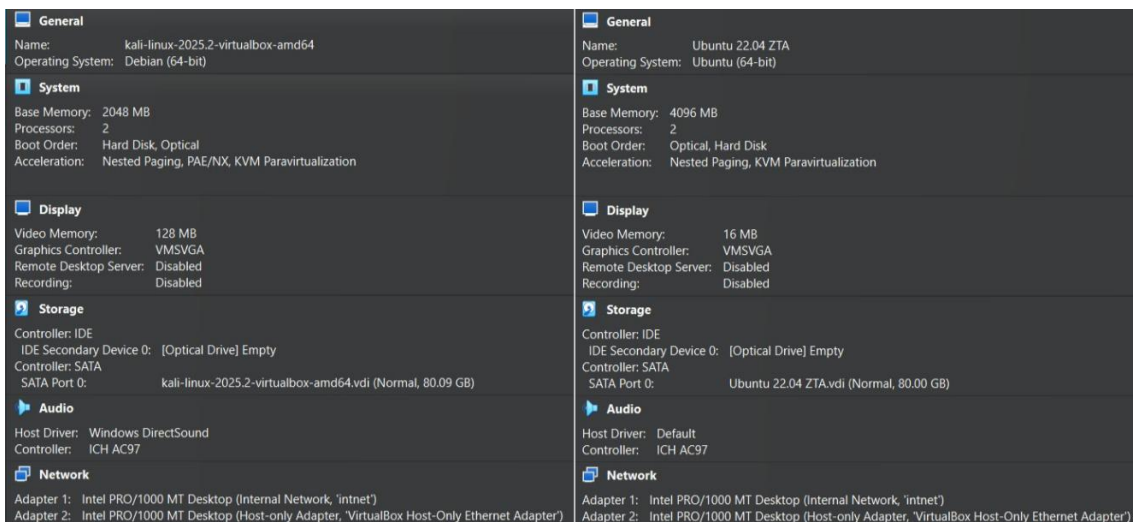 General
Name: kali-linux-2025.2-virtualbox-amd64
Operating System: Debian (64-bit)
System
Base Memory: 2048 MB
Processors: 2
Boot Order: Hard Disk, Optical
Acceleration: Nested Paging, PAE/NX, KVM Paravirtualization
Display
Video Memory: 128 MB
Graphics Controller: VMSVGA
Remote Desktop Server: Disabled
Recording: Disabled
Storage
Controller: IDE
IDE Secondary Device 0: [Optical Drive] Empty
Controller: SATA
SATA Port 0: kali-linux-2025.2-virtualbox-amd64.vdi (Normal, 80.09 GB)
Audio
Host Driver: Windows DirectSound
Controller: ICH AC97
Network
Adapter 1: Intel PRO/1000 MT Desktop (Internal Network, 'intnet')
Adapter 2: Intel PRO/1000 MT Desktop (Host-only Adapter, 'VirtualBox Host-Only Ethernet Adapter')
General
Name: Ubuntu 22.04 ZTA
Operating System: Ubuntu (64-bit)
System
Base Memory: 4096 MB
Processors: 2
Boot Order: Optical, Hard Disk
Acceleration: Nested Paging, KVM Paravirtualization
Display
Video Memory: 16 MB
Graphics Controller: VMSVGA
Remote Desktop Server: Disabled
Recording: Disabled
Storage
Controller: IDE
IDE Secondary Device 0: [Optical Drive] Empty
Controller: SATA
SATA Port 0: Ubuntu 22.04 ZTA.vdi (Normal, 80.00 GB)
Audio
Host Driver: Default
Controller: ICH AC97
Network
Adapter 1: Intel PRO/1000 MT Desktop (Internal Network, 'intnet')
Adapter 2: Intel PRO/1000 MT Desktop (Host-only Adapter, 'VirtualBox Host-Only Ethernet Adapter')